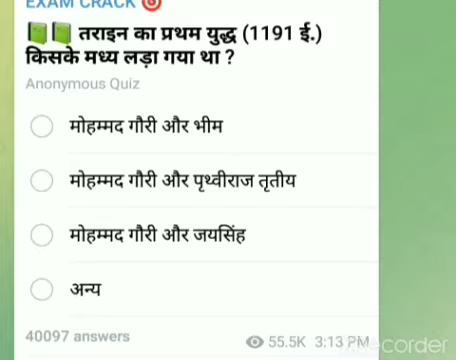 EXAM CRACK
तराइन का प्रथम युद्ध (1191 ई.)
किसके मध्य लड़ा गया था ?
Anonymous Quiz
मोहम्मद गौरी और भीम
मोहम्मद गौरी और पृथ्वीराज तृतीय
मोहम्मद गौरी और जयसिंह
अन्य
40097 answers
55.5K 3:13 PM